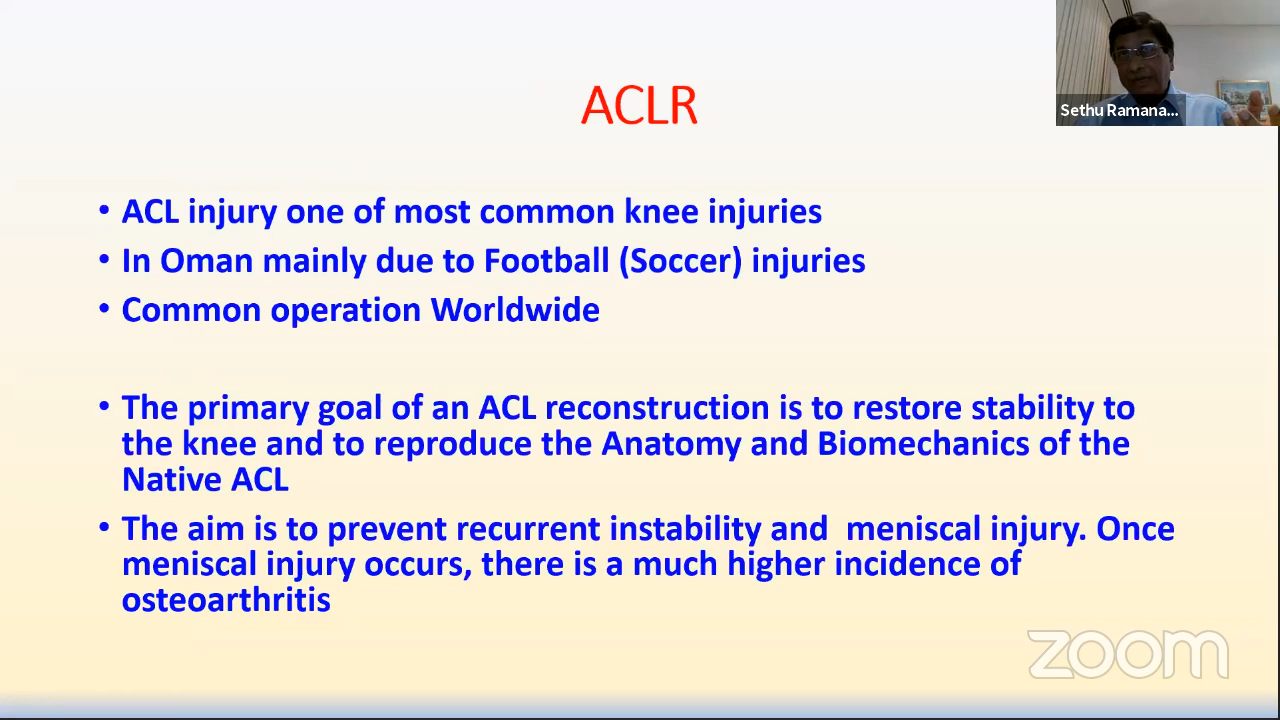 ACLR
Sethu Ramana...
• ACL injury one of most common knee injuries
• In Oman mainly due to Football (Soccer) injuries
• Common operation Worldwide
• The primary goal of an ACL reconstruction is to restore stability to
the knee and to reproduce the Anatomy and Biomechanics of the
Native ACL
• The aim is to prevent recurrent instability and  meniscal injury. Once
meniscal injury occurs, there is a much higher incidence of
osteoarthritis
zoom